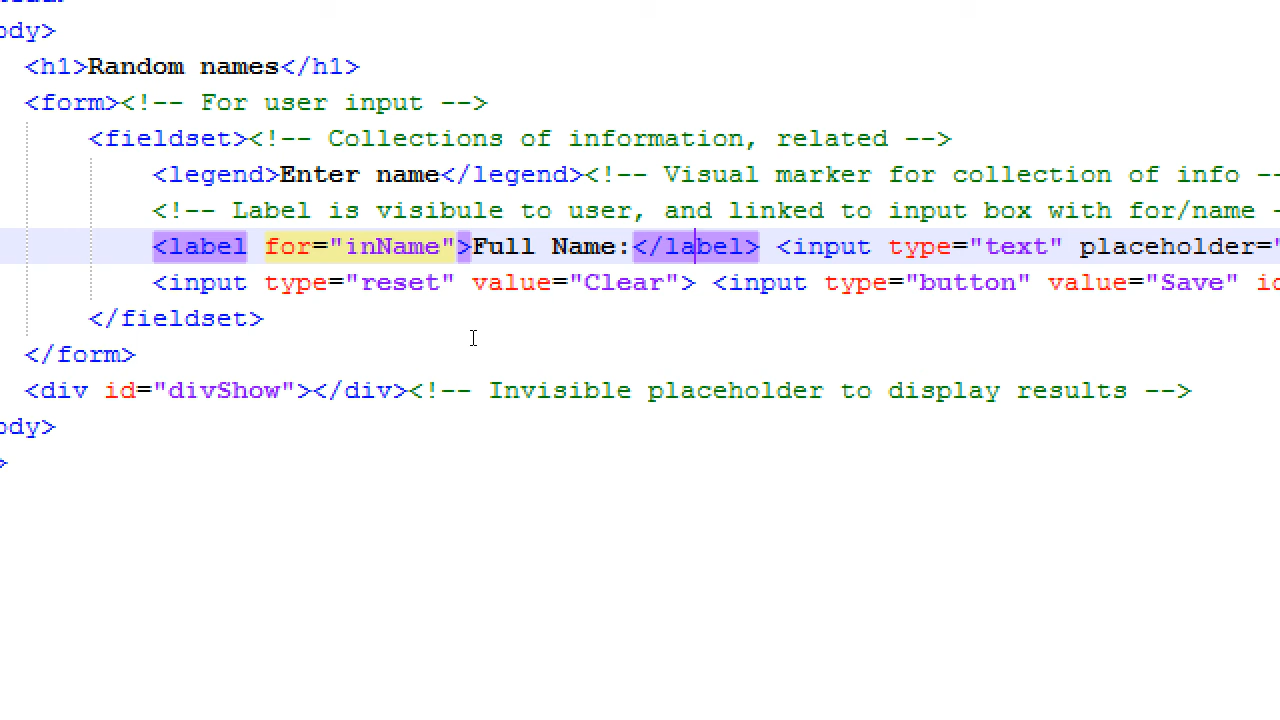 ody>
<h1>Random names</h1>
<form><!-- For user input -->
<fieldset><!-- Collections of information, related -->
<legend>Enter name</legend><!-- Visual marker for collection of info --
<!-- Label is visibule to user, and linked to input box with for/name -
<label for="inName">Full Name:</label> <input type="text" placeholder="
<input type="reset" value="Clear"> <input type="button" value="Save" id
</fieldset>
</form>
<div id="divShow"></div><!-- Invisible placeholder to display results -->
ody>
>